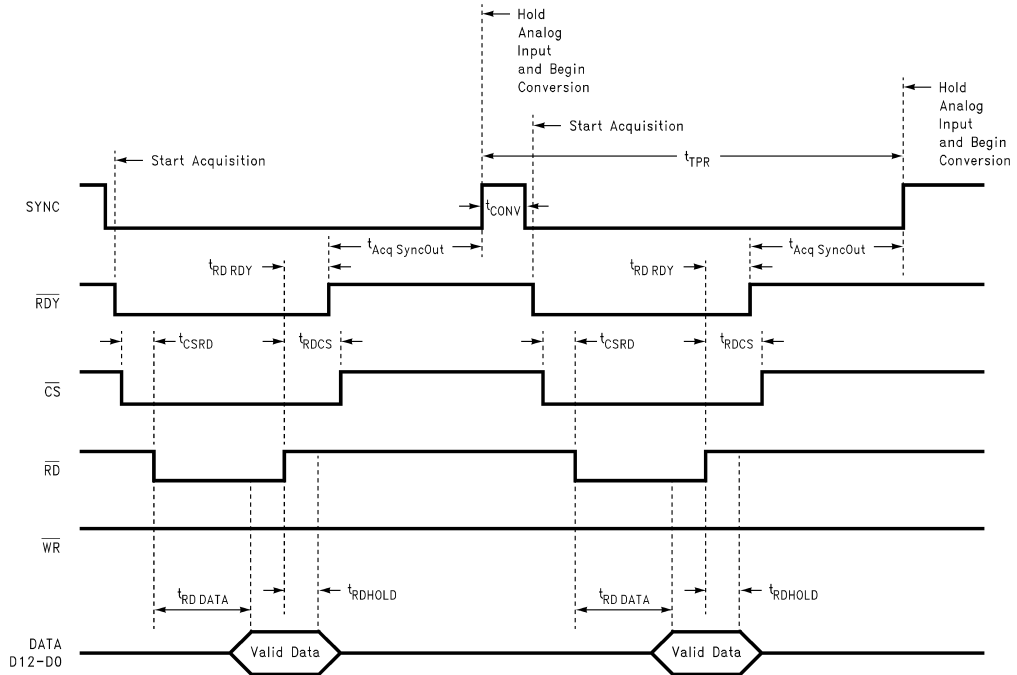 Hold
Analog
Input
and Begin
Conversion
Hold
Analog
Input
and Begin
Conversion
Start Acquisition
Start Acquisition
tTPR
SYNC
tCONV
tAcq SyncOut
tAcq SyncOut
tRD RDY
tRD RDY
RDY
tCSRD
tRDCS
tCSRD
tRDCS
CS
RD
WR
tRD DATA
tRDHOLD
tRD DATA
tRDHOLD
DATA
D12-D0
Valid Data
Valid Data